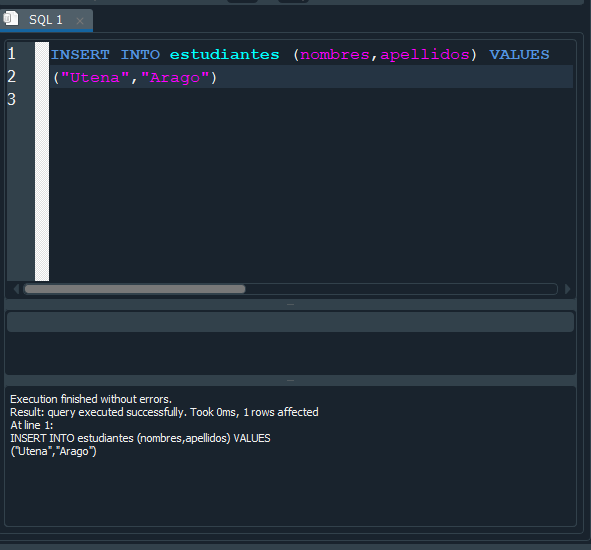 SQL 1
1 INSERT INTO estudiantes (nombres,apellidos) VALUES
2 ("Utena","Arago")
3
Execution finished without errors.
Result: query executed successfully. Took 0ms, 1 rows affected
At line 1:
INSERT INTO estudiantes (nombres,apellidos) VALUES
("Utena","Arago")